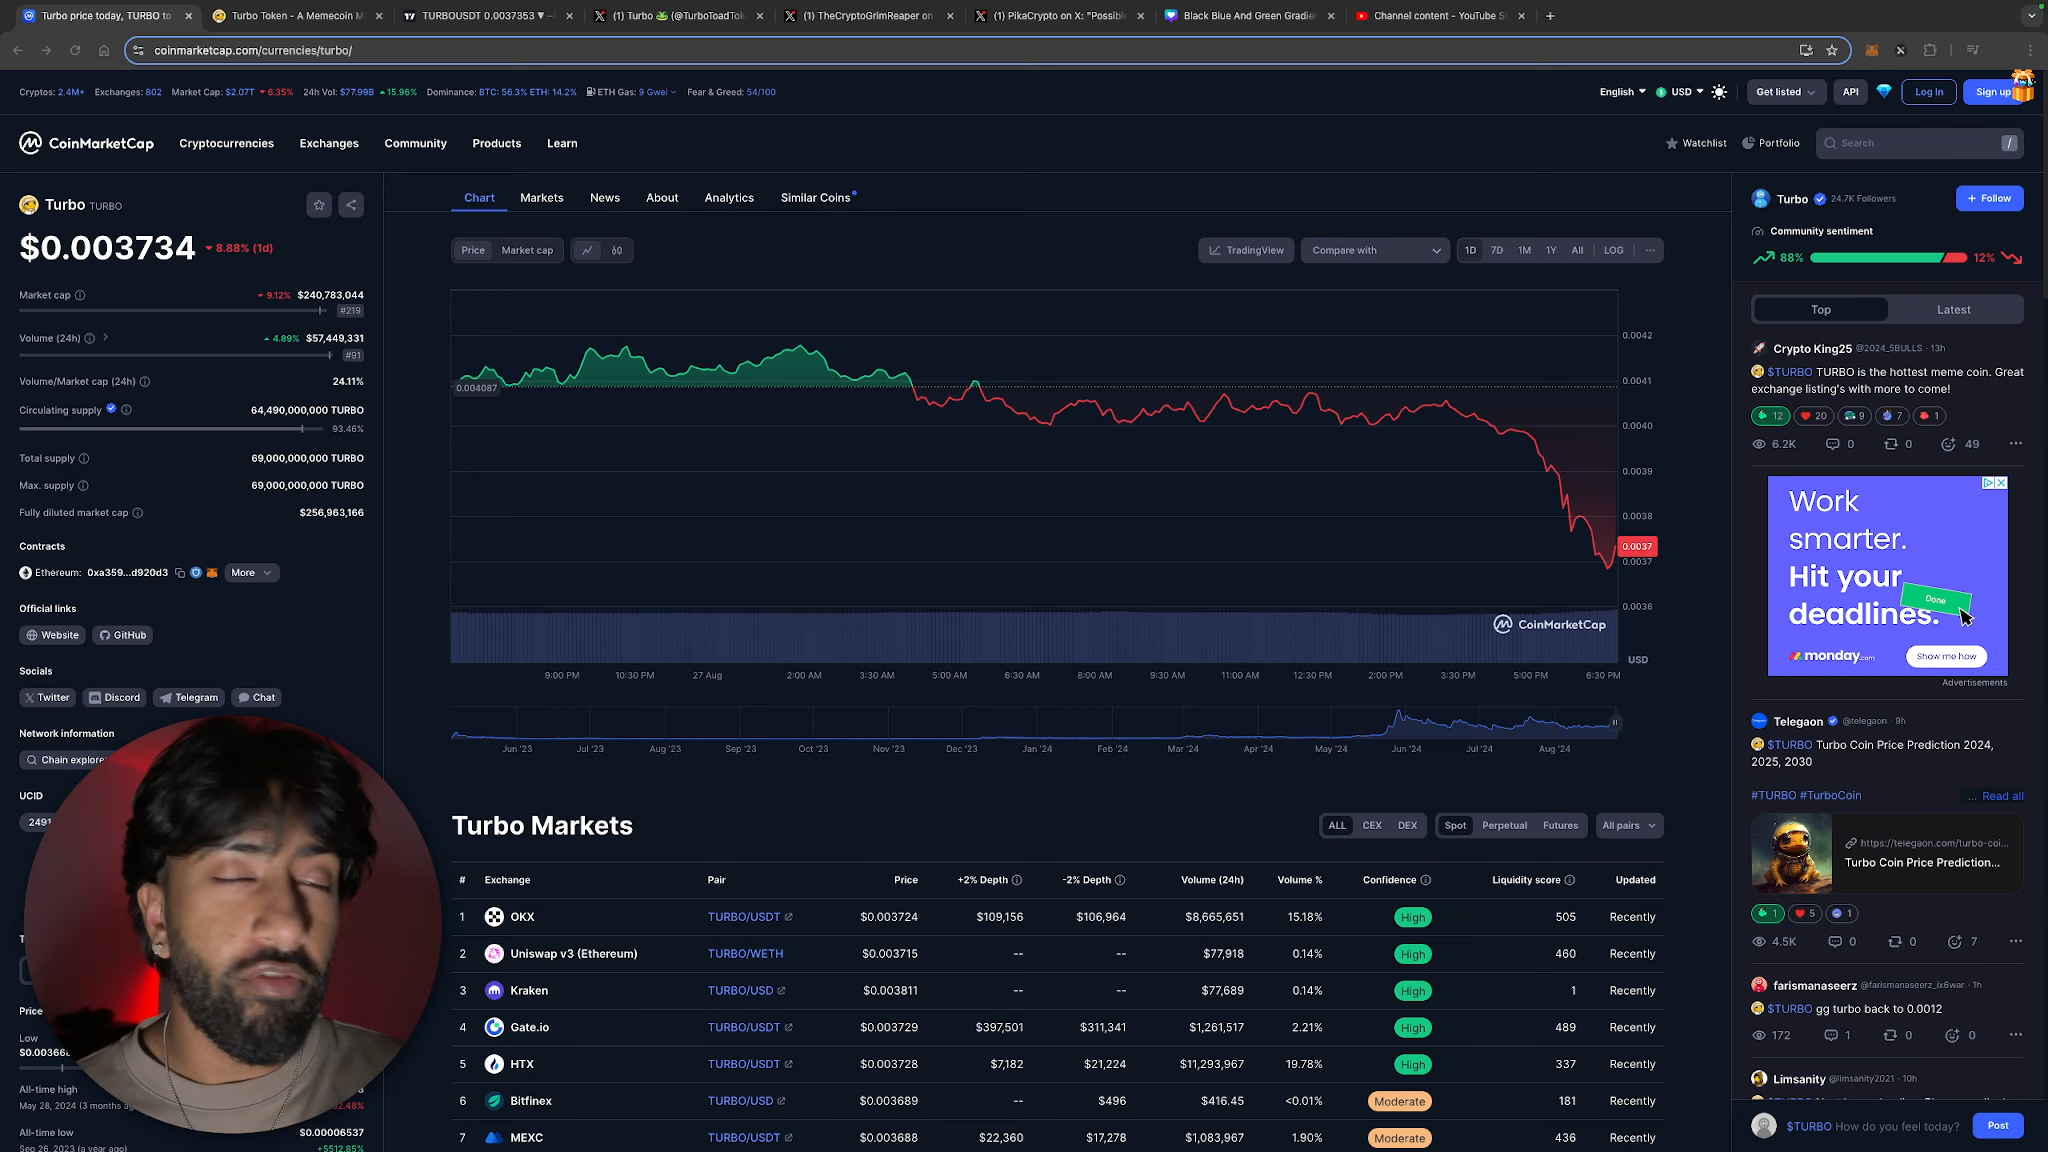 Turbo price today, TURBO to
Turbo Token - A Memecoin M
TURBOUSDT 0.0037353 ▼ -
(1) Turbo 🐸 (@TurboToadTok
(1) TheCryptoGrimReaper on
(1) PikaCrypto on X: "Possible
Black Blue And Green Gradie
Channel content - YouTube S
coinmarketcap.com/currencies/turbo/
Cryptos: 2.4M+ Exchanges: 802 Market Cap: $2.07T ▼ 6.35% 24h Vol: $77.99B ▲ 15.96% Dominance: BTC: 56.3% ETH: 14.2% ETH Gas: 9 Gwei Fear & Greed: 54/100
English USD Get listed API Log In Sign up
CoinMarketCap Cryptocurrencies Exchanges Community Products Learn
Watchlist Portfolio Search /
Turbo TURBO
$0.003734 ▼ 8.88% (1d)
Market cap ▼ 9.12% $240,783,044
#219
Volume (24h) ▲ 4.89% $57,449,331
#91
Volume/Market cap (24h) 24.11%
Circulating supply 64,490,000,000 TURBO
93.46%
Total supply 69,000,000,000 TURBO
Max. supply 69,000,000,000 TURBO
Fully diluted market cap $256,963,166
Contracts
Ethereum: 0xa359...d920d3 More
Official links
Website GitHub
Socials
Twitter Discord Telegram Chat
Network information
Chain explorer
UCID
2491
Price
Low
$0.003668
All-time high
May 28, 2024 (3 months ag
All-time low $0.00006537
Sep 26, 2023 (a year ago) +5512.85%
Chart Markets News About Analytics Similar Coins
Price Market cap
TradingView Compare with 1D 7D 1M 1Y All LOG ...
0.004087
0.0042
0.0041
0.0040
0.0039
0.0038
0.0037
0.0037
0.0036
CoinMarketCap
USD
9:00 PM 10:30 PM 27 Aug 2:00 AM 3:30 AM 5:00 AM 6:30 AM 8:00 AM 9:30 AM 11:00 AM 12:30 PM 2:00 PM 3:30 PM 5:00 PM 6:30 PM
Jun '23 Jul '23 Aug '23 Sep '23 Oct '23 Nov '23 Dec '23 Jan '24 Feb '24 Mar '24 Apr '24 May '24 Jun '24 Jul '24 Aug '24
Turbo Markets
ALL CEX DEX Spot Perpetual Futures All pairs
# Exchange Pair Price +2% Depth -2% Depth Volume (24h) Volume % Confidence Liquidity score Updated
1 OKX TURBO/USDT $0.003724 $109,156 $106,964 $8,665,651 15.18% High 505 Recently
2 Uniswap v3 (Ethereum) TURBO/WETH $0.003715 -- -- $77,918 0.14% High 460 Recently
3 Kraken TURBO/USD $0.003811 -- -- $77,689 0.14% High 1 Recently
4 Gate.io TURBO/USDT $0.003729 $397,501 $311,341 $1,261,517 2.21% High 489 Recently
5 HTX TURBO/USDT $0.003728 $7,182 $21,224 $11,293,967 19.78% High 337 Recently
6 Bitfinex TURBO/USD $0.003689 -- $496 $416.45 <0.01% Moderate 181 Recently
7 MEXC TURBO/USDT $0.003688 $22,360 $17,278 $1,083,967 1.90% Moderate 436 Recently
Turbo 24.7K Followers + Follow
Community sentiment
88% 12%
Top Latest
Crypto King25 @2024_5BULLS · 13h
$TURBO TURBO is the hottest meme coin. Great
exchange listing's with more to come!
12 20 9 7 1
6.2K 0 0 49 ...
Work
smarter.
Hit your
deadlines.
Done
monday.com Show me how
Advertisements
Telegaon @telegaon · 9h
$TURBO Turbo Coin Price Prediction 2024,
2025, 2030
#TURBO #TurboCoin ... Read all
https://telegaon.com/turbo-coi...
Turbo Coin Price Prediction...
1 5 1
4.5K 0 0 7 ...
farismanaseerz @farismanaseerz_ix6war · 1h
$TURBO gg turbo back to 0.0012
172 1 0 0 ...
Limsanity @limsanity2021 · 10h
$TURBO How do you feel today? Post